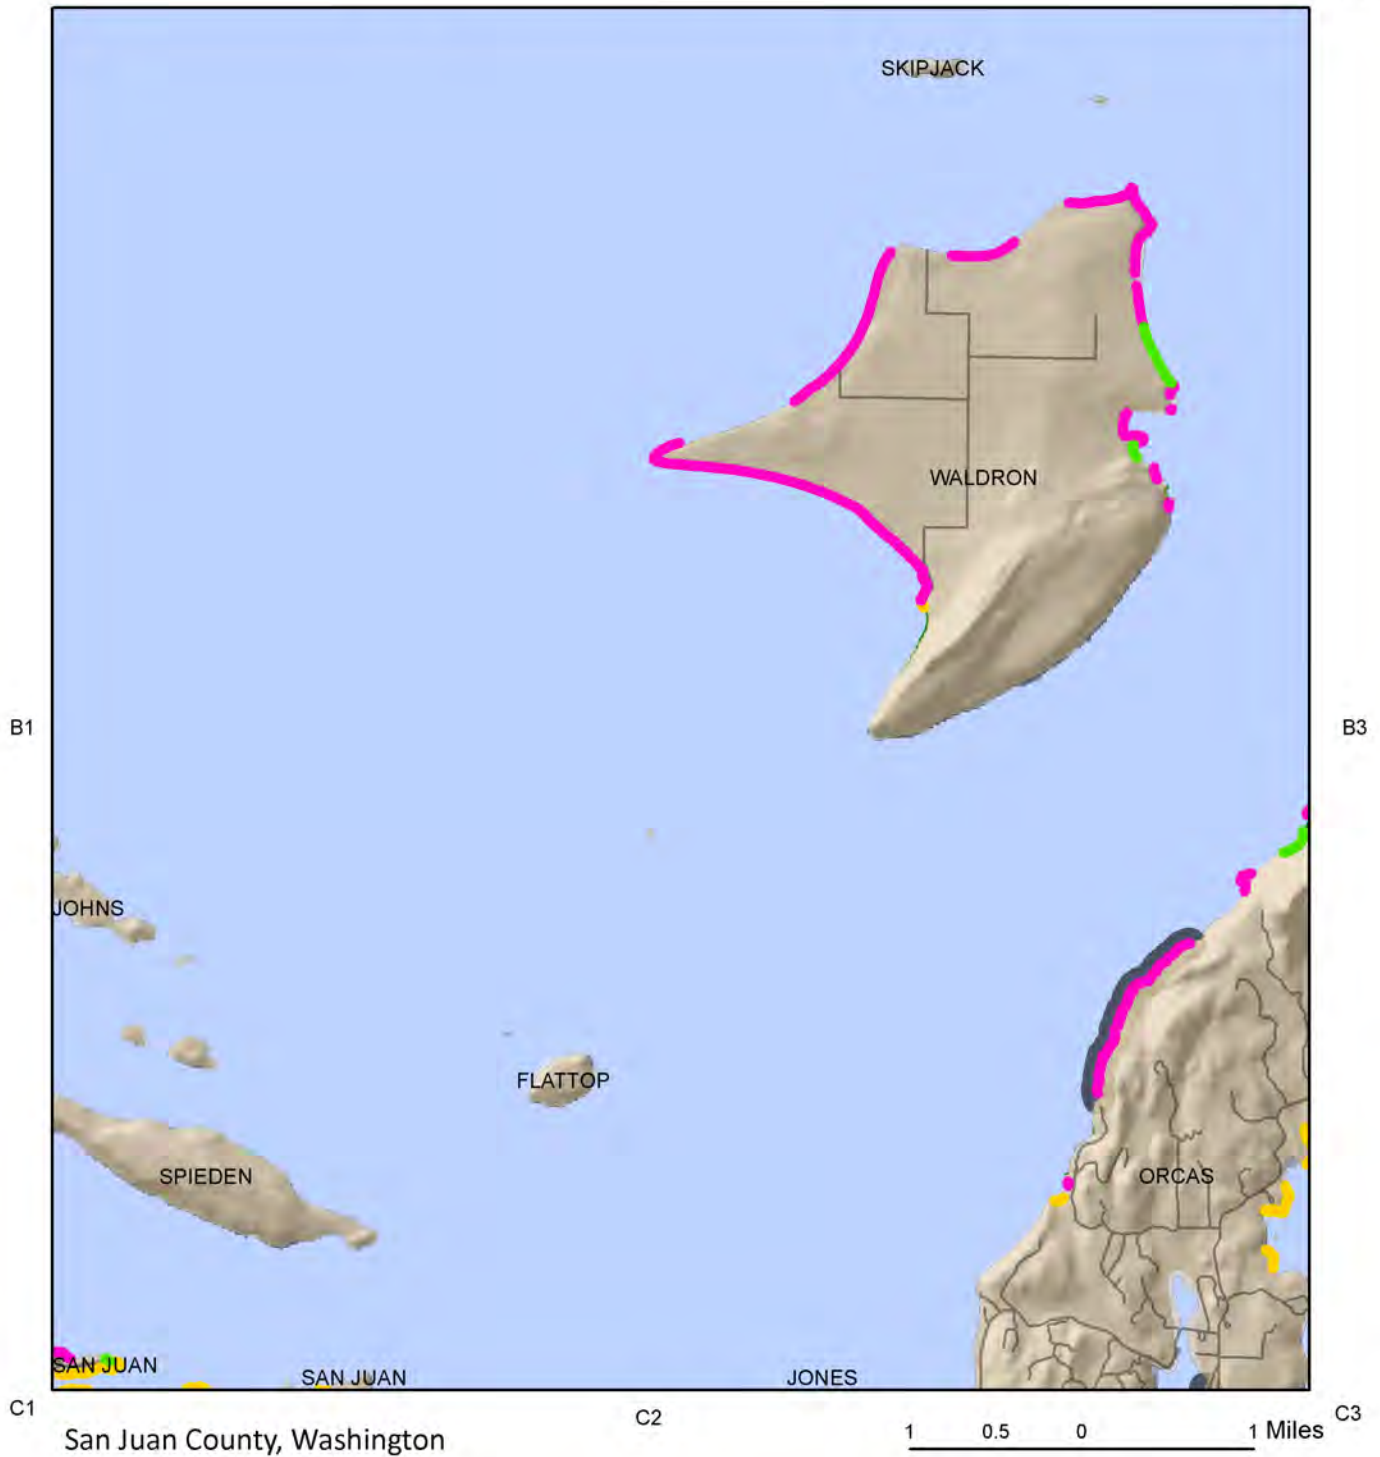 SKIPJACK
WALDRON
B1
B3
JOHNS
FLATTOP
SPIEDEN
ORCAS
SAN JUAN
SAN JUAN
JONES
C1
C2
C3
San Juan County, Washington
1 0.5 0 1 Miles